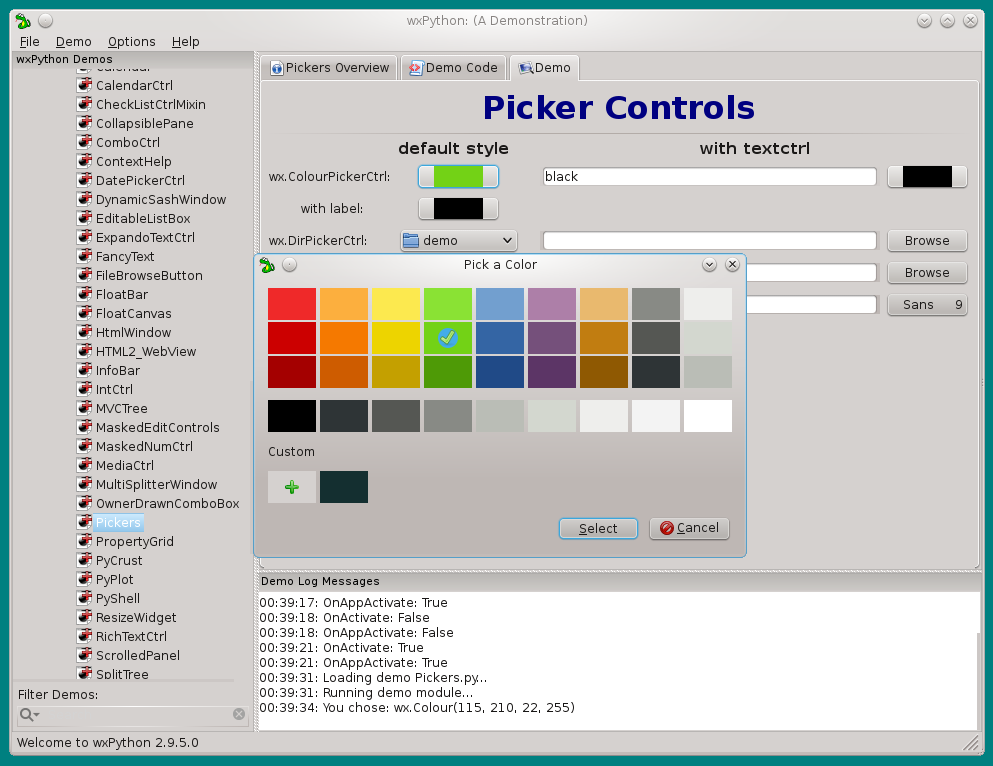 wxPython: (A Demonstration)
File Demo Options Help
wxPython Demos
CalendarCtrl
CheckListCtrlMixin
CollapsiblePane
ComboCtrl
ContextHelp
DatePickerCtrl
DynamicSashWindow
EditableListBox
ExpandoTextCtrl
FancyText
FileBrowseButton
FloatBar
FloatCanvas
HtmlWindow
HTML2_WebView
InfoBar
IntCtrl
MVCTree
MaskedEditControls
MaskedNumCtrl
MediaCtrl
MultiSplitterWindow
OwnerDrawnComboBox
Pickers
PropertyGrid
PyCrust
PyPlot
PyShell
ResizeWidget
RichTextCtrl
ScrolledPanel
SplitTree
Filter Demos:
Pickers Overview Demo Code Demo
Picker Controls
default style with textctrl
wx.ColourPickerCtrl: black
with label:
wx.DirPickerCtrl: demo Browse
Browse
Sans 9
Pick a Color
Custom
Select Cancel
Demo Log Messages
00:39:17: OnAppActivate: True
00:39:18: OnActivate: False
00:39:18: OnAppActivate: False
00:39:21: OnActivate: True
00:39:21: OnAppActivate: True
00:39:31: Loading demo Pickers.py...
00:39:31: Running demo module...
00:39:34: You chose: wx.Colour(115, 210, 22, 255)
Welcome to wxPython 2.9.5.0